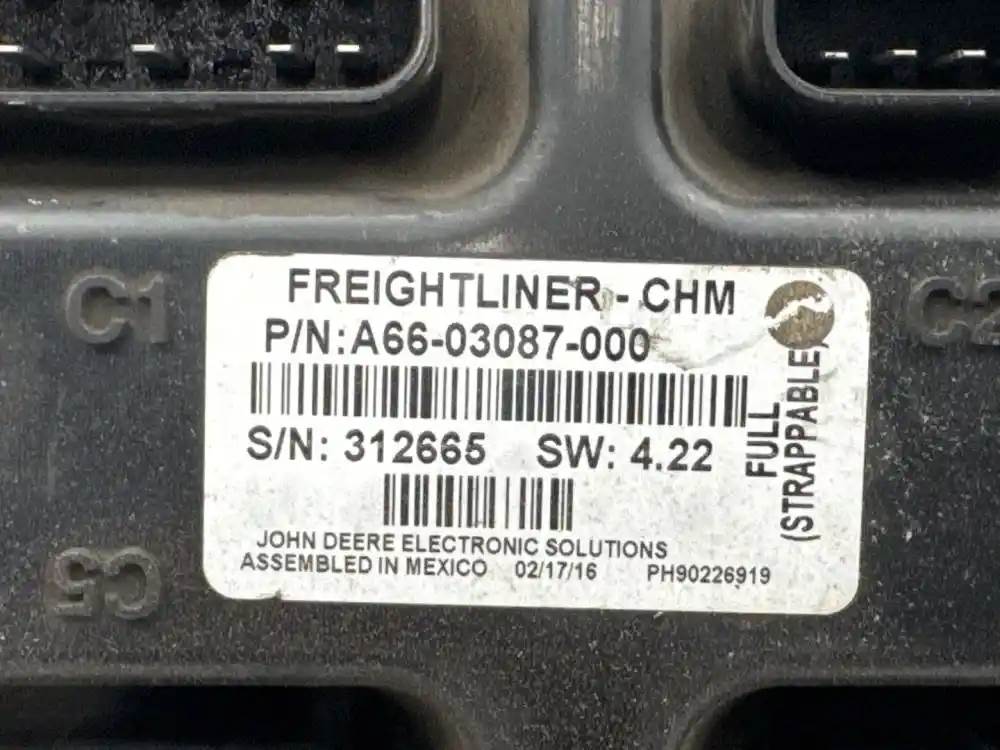 FREIGHTLINER - CHM
P/N:A66-03087-000
S/N: 312665 SW: 4.22
FULL
(STRAPPABLE)
JOHN DEERE ELECTRONIC SOLUTIONS
ASSEMBLED IN MEXICO 02/17/16 PH90226919
C1
C2
C5